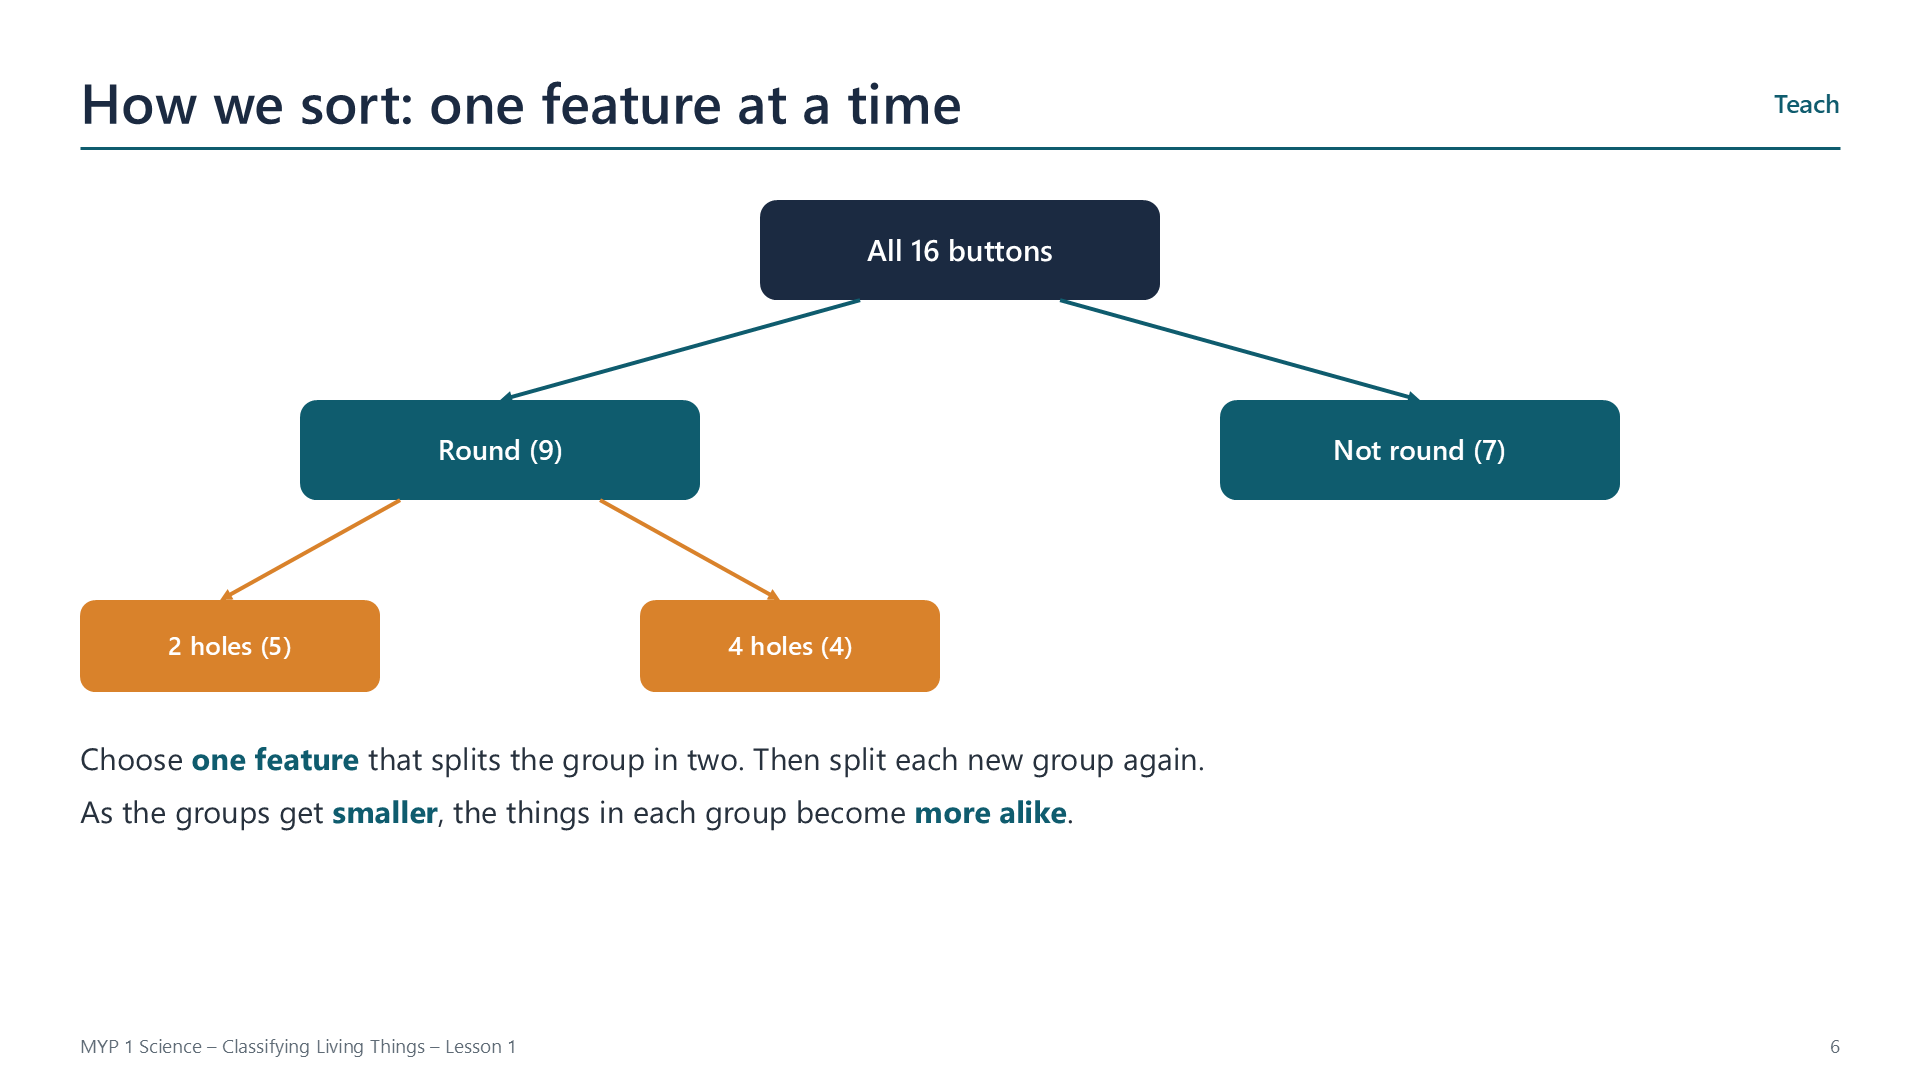 How we sort: one feature at a time
Teach
All 16 buttons
Round (9)
Not round (7)
2 holes (5)
4 holes (4)
Choose one feature that splits the group in two. Then split each new group again.
As the groups get smaller, the things in each group become more alike.
MYP 1 Science – Classifying Living Things – Lesson 1
6